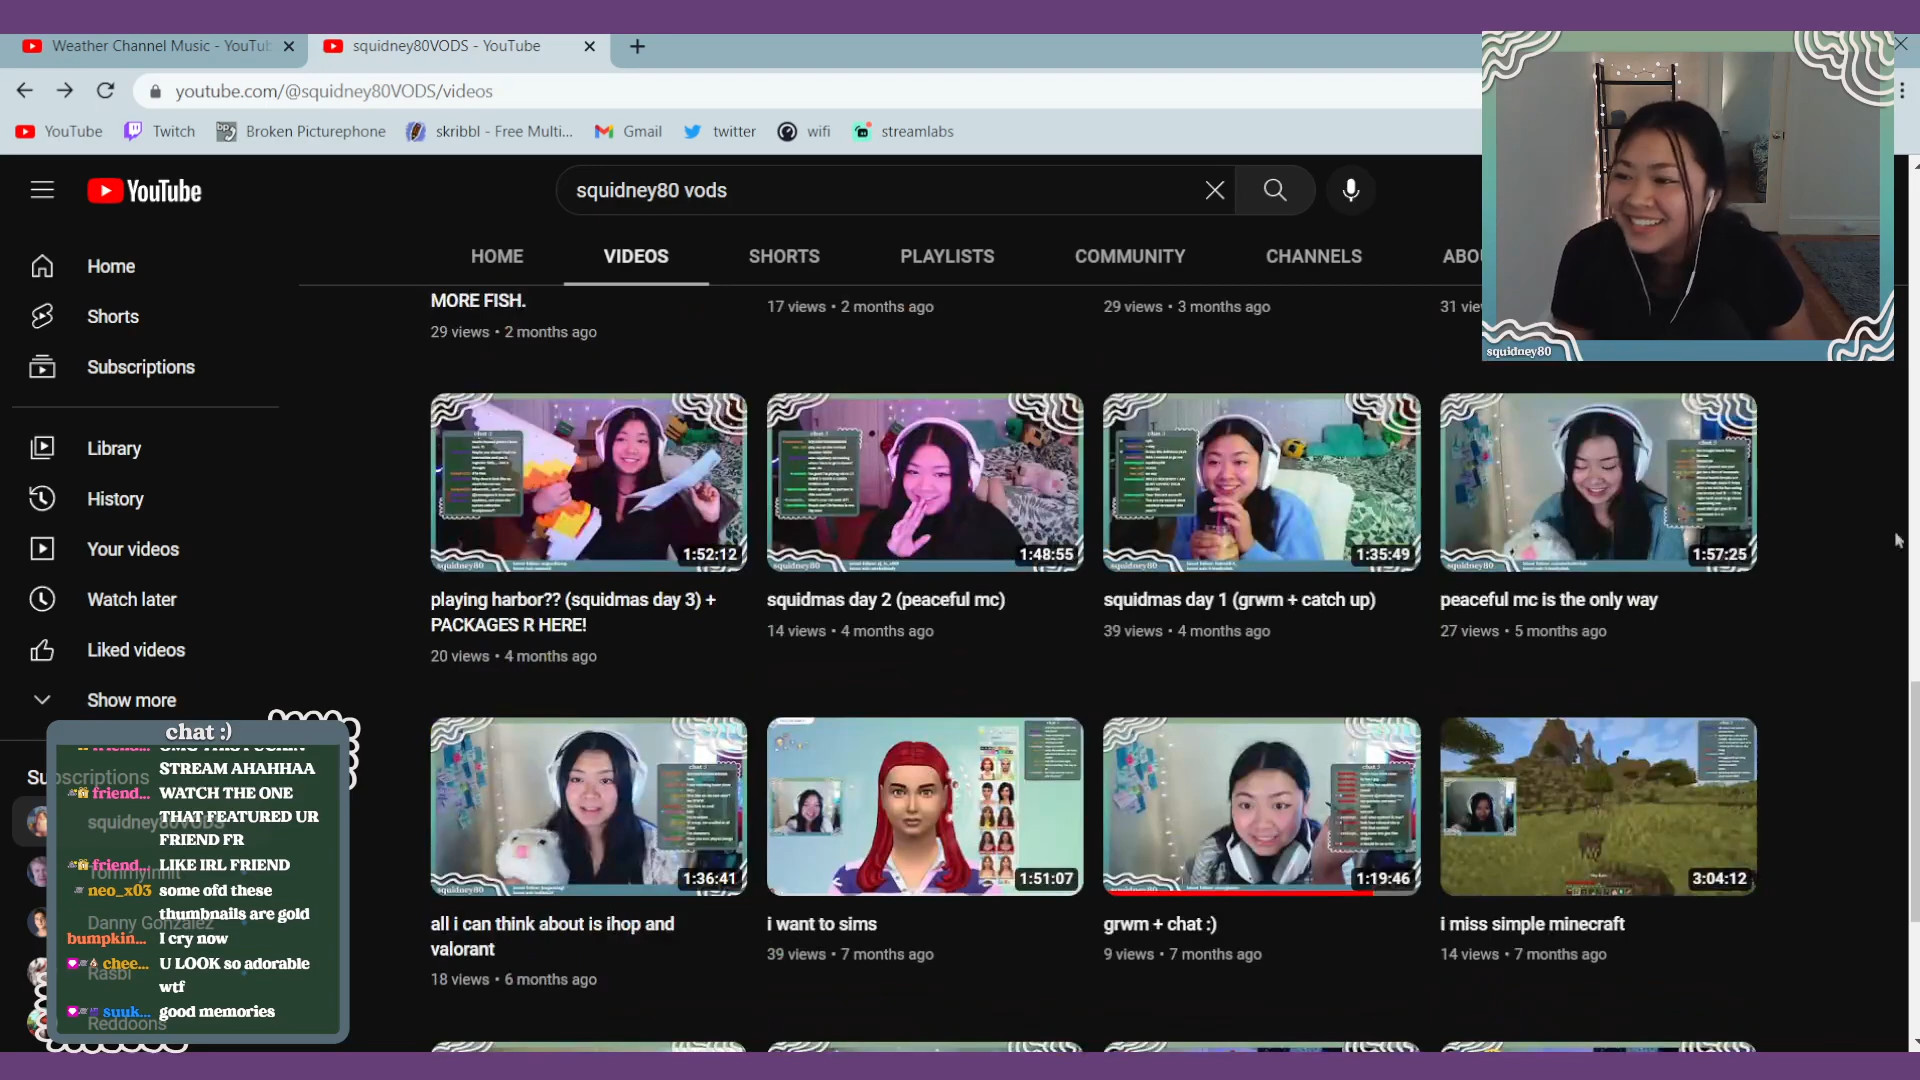 Weather Channel Music - YouTub
squidney80VODS - YouTube
youtube.com/@squidney80VODS/videos
YouTube
Twitch
Broken Picturephone
skribbl - Free Multi...
Gmail
twitter
wifi
streamlabs
YouTube
squidney80 vods
HOME
VIDEOS
SHORTS
PLAYLISTS
COMMUNITY
CHANNELS
ABOU
squidney80
Home
Shorts
Subscriptions
Library
History
Your videos
Watch later
Liked videos
Show more
MORE FISH.
29 views • 2 months ago
17 views • 2 months ago
29 views • 3 months ago
31 vie
1:52:12
playing harbor?? (squidmas day 3) +
PACKAGES R HERE!
20 views • 4 months ago
1:48:55
squidmas day 2 (peaceful mc)
14 views • 4 months ago
1:35:49
squidmas day 1 (grwm + catch up)
39 views • 4 months ago
1:57:25
peaceful mc is the only way
27 views • 5 months ago
1:36:41
all i can think about is ihop and
valorant
18 views • 6 months ago
1:51:07
i want to sims
39 views • 7 months ago
1:19:46
grwm + chat :)
9 views • 7 months ago
3:04:12
i miss simple minecraft
14 views • 7 months ago
Subscriptions
squidney80VODS
TommyInnit
Danny Gonzalez
Rasbi
Reddoons
chat :)
STREAM AHAHHAA
friend... WATCH THE ONE
THAT FEATURED UR
FRIEND FR
friend... LIKE IRL FRIEND
neo_x03 some ofd these
thumbnails are gold
bumpkin... I cry now
chee... U LOOK so adorable
wtf
suuk... good memories